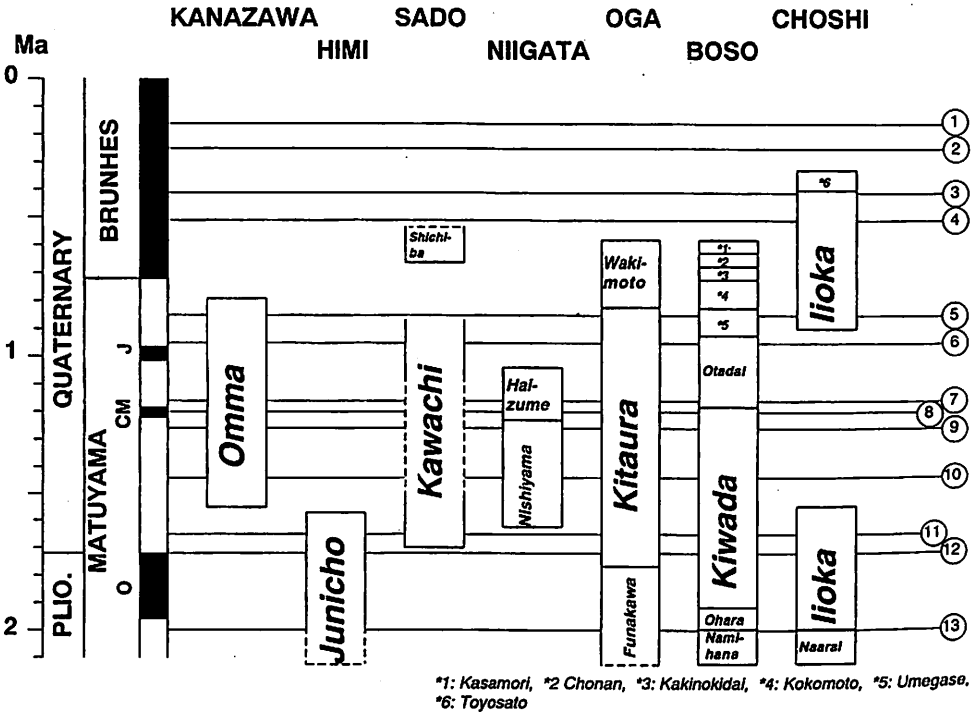 KANAZAWA SADO OGA CHOSHI
Ma HIMI NIIGATA BOSO
0
1
2
QUATERNARY
PLIO.
BRUNHES
MATUYAMA
J
CM
O
Omma
Junicho
Shichi-
ba
Kawachi
Hai-
zume
Nishiyama
Waki-
moto
Kitaura
Funakawa
*1·
*2
*3
*4
*5
Otadai
Kiwada
Ohara
Nami-
hana
*6
Iioka
Iioka
Naarai
1
2
3
4
5
6
7
8
9
10
11
12
13
*1: Kasamori, *2 Chonan, *3: Kakinokidai, *4: Kokomoto, *5: Umegase,
*6: Toyosato